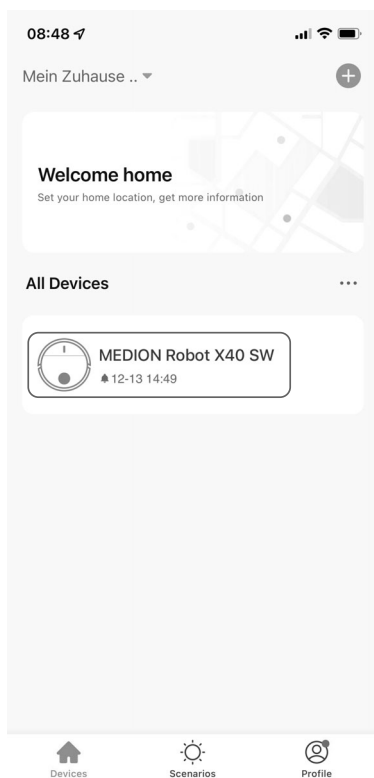 08:48
Mein Zuhause ..
Welcome home
Set your home location, get more information
All Devices
MEDION Robot X40 SW
12-13 14:49
Devices
Scenarios
Profile